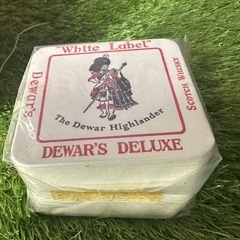 "White Label"
Dewar's
Scotch Whisky
The Dewar Highlander
DEWAR'S DELUXE